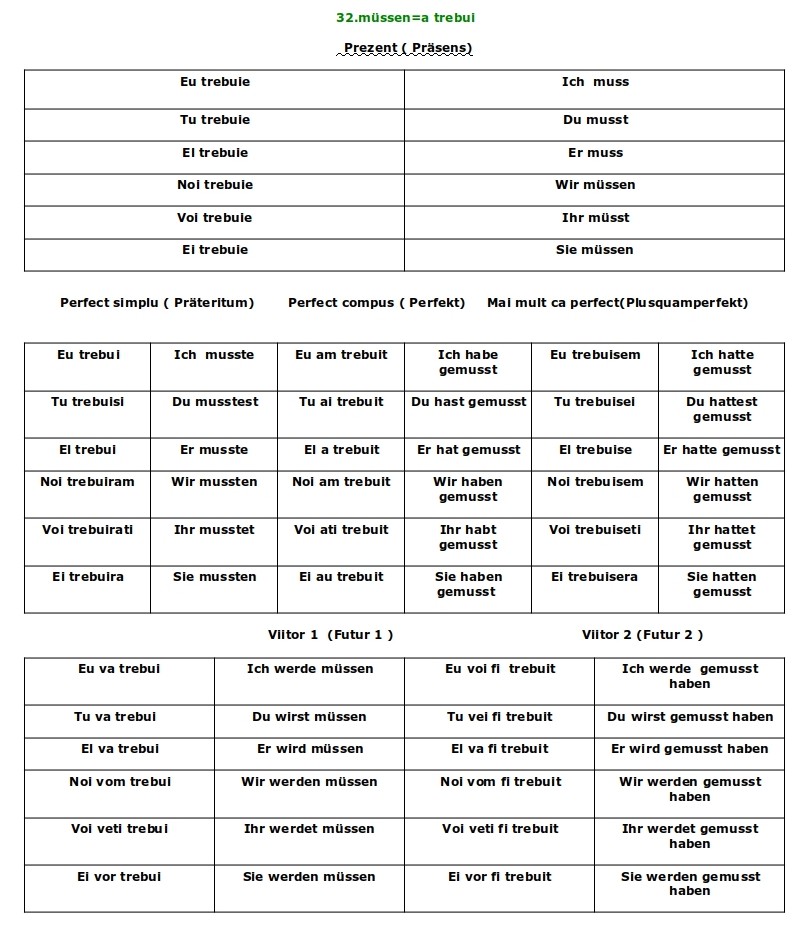 32.müssen=a trebui
Prezent ( Präsens)
Eu trebuie
Ich muss
Tu trebuie
Du musst
El trebuie
Er muss
Noi trebuie
Wir müssen
Voi trebuie
Ihr müsst
Ei trebuie
Sie müssen
Perfect simplu ( Präteritum) Perfect compus ( Perfekt) Mai mult ca perfect(Plusquamperfekt)
Eu trebui
Ich musste
Eu am trebuit
Ich habe
gemusst
Eu trebuisem
Ich hatte
gemusst
Tu trebuisi
Du musstest
Tu ai trebuit
Du hast gemusst
Tu trebuisei
Du hattest
gemusst
El trebui
Er musste
El a trebuit
Er hat gemusst
El trebuise
Er hatte gemusst
Noi trebuiram
Wir mussten
Noi am trebuit
Wir haben
gemusst
Noi trebuisem
Wir hatten
gemusst
Voi trebuirati
Ihr musstet
Voi ati trebuit
Ihr habt
gemusst
Voi trebuiseti
Ihr hattet
gemusst
Ei trebuira
Sie mussten
Ei au trebuit
Sie haben
gemusst
Ei trebuisera
Sie hatten
gemusst
Viitor 1 (Futur 1 ) Viitor 2 (Futur 2 )
Eu va trebui
Ich werde müssen
Eu voi fi trebuit
Ich werde gemusst
haben
Tu va trebui
Du wirst müssen
Tu vei fi trebuit
Du wirst gemusst haben
El va trebui
Er wird müssen
El va fi trebuit
Er wird gemusst haben
Noi vom trebui
Wir werden müssen
Noi vom fi trebuit
Wir werden gemusst
haben
Voi veti trebui
Ihr werdet müssen
Voi veti fi trebuit
Ihr werdet gemusst
haben
Ei vor trebui
Sie werden müssen
Ei vor fi trebuit
Sie werden gemusst
haben